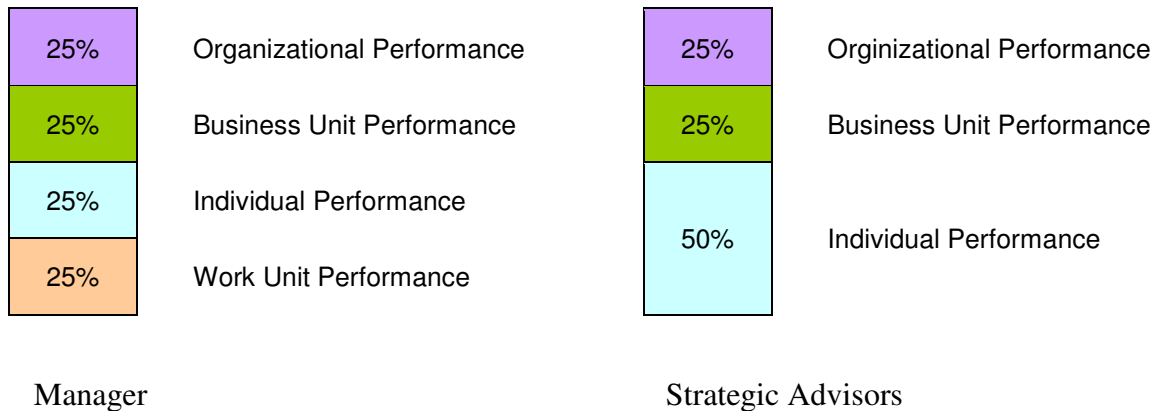 25% Organizational Performance
25% Business Unit Performance
25% Individual Performance
25% Work Unit Performance
Manager
25% Orginizational Performance
25% Business Unit Performance
50% Individual Performance
Strategic Advisors